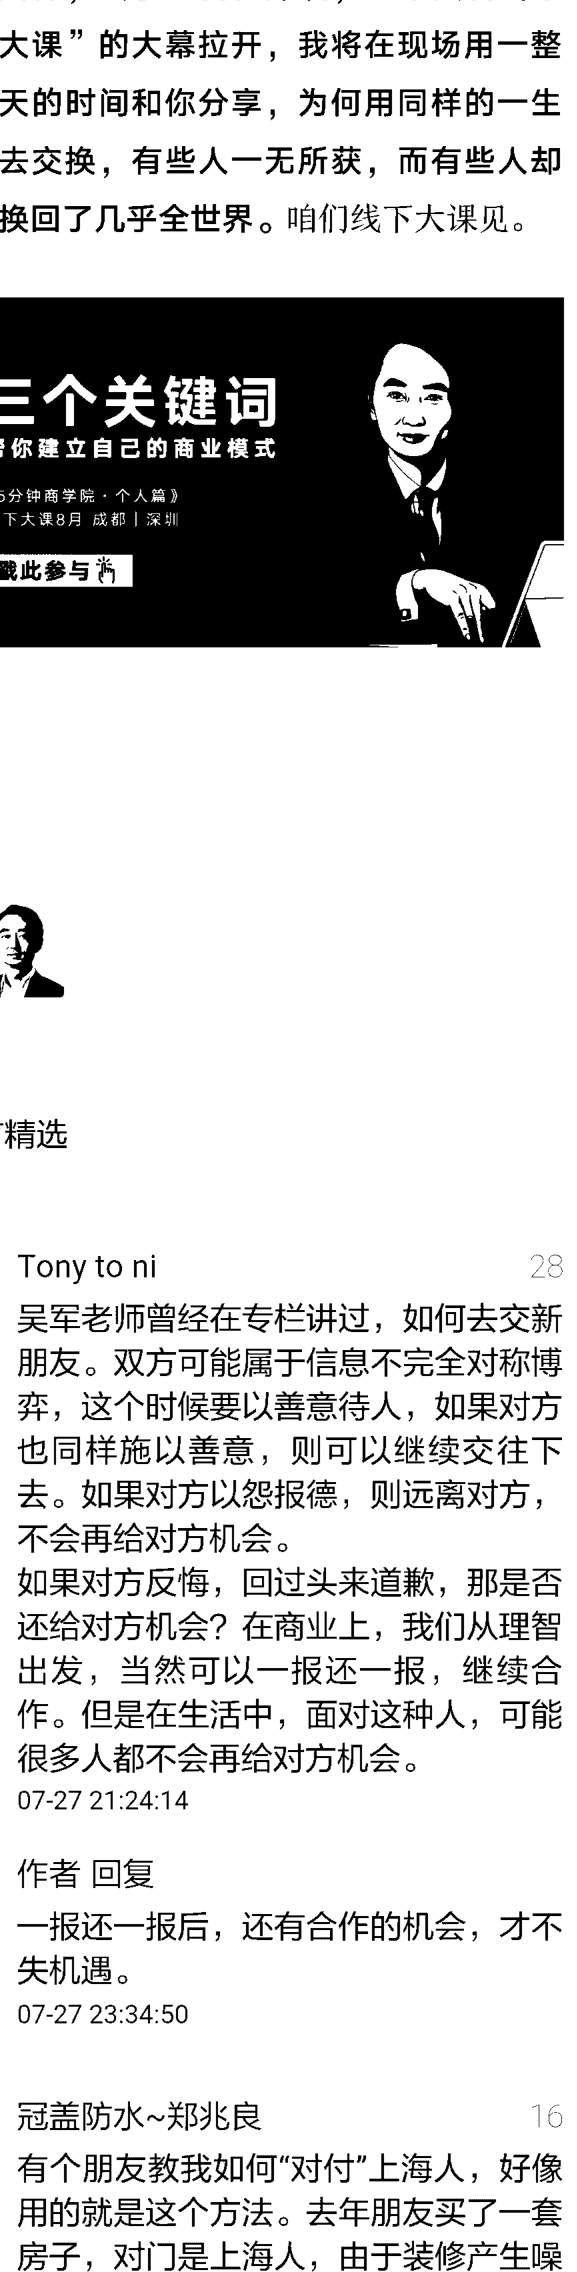 大课”的大幕拉开，我将在现场用一整
天的时间和你分享，为何用同样的一生
去交换，有些人一无所获，而有些人却
换回了几乎全世界。咱们线下大课见。
三个关键词
你建立自己的商业模式
5分钟商学院·个人篇》
下大课8月 成都｜深圳
戳此参与
精选
Tony to ni 28
吴军老师曾经在专栏讲过，如何去交新
朋友。双方可能属于信息不完全对称博
弈，这个时候要以善意待人，如果对方
也同样施以善意，则可以继续交往下
去。如果对方以怨报德，则远离对方，
不会再给对方机会。
如果对方反悔，回过头来道歉，那是否
还给对方机会？在商业上，我们从理智
出发，当然可以一报还一报，继续合
作。但是在生活中，面对这种人，可能
很多人都不会再给对方机会。
07-27 21:24:14
作者 回复
一报还一报后，还有合作的机会，才不
失机遇。
07-27 23:34:50
冠盖防水~郑兆良 16
有个朋友教我如何“对付”上海人，好像
用的就是这个方法。去年朋友买了一套
房子，对门是上海人，由于装修产生噪